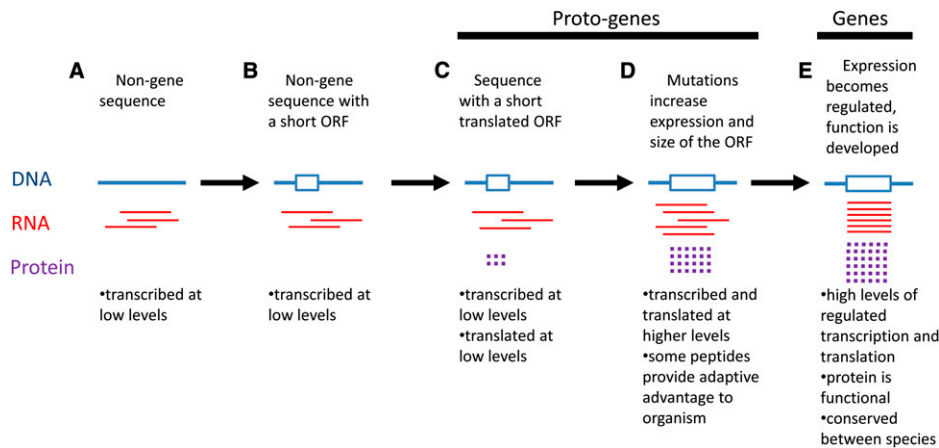 Proto-genes
Genes
A Non-gene
sequence
B Non-gene
sequence with
a short ORF
C Sequence
with a short
translated ORF
D Mutations
increase
expression and
size of the ORF
E Expression
becomes
regulated,
function is
developed
DNA
RNA
Protein
•transcribed at
low levels
•transcribed at
low levels
•transcribed at
low levels
•translated at
low levels
•transcribed and
translated at
higher levels
•some peptides
provide adaptive
advantage to
organism
•high levels of
regulated
transcription and
translation
•protein is
functional
•conserved
between species